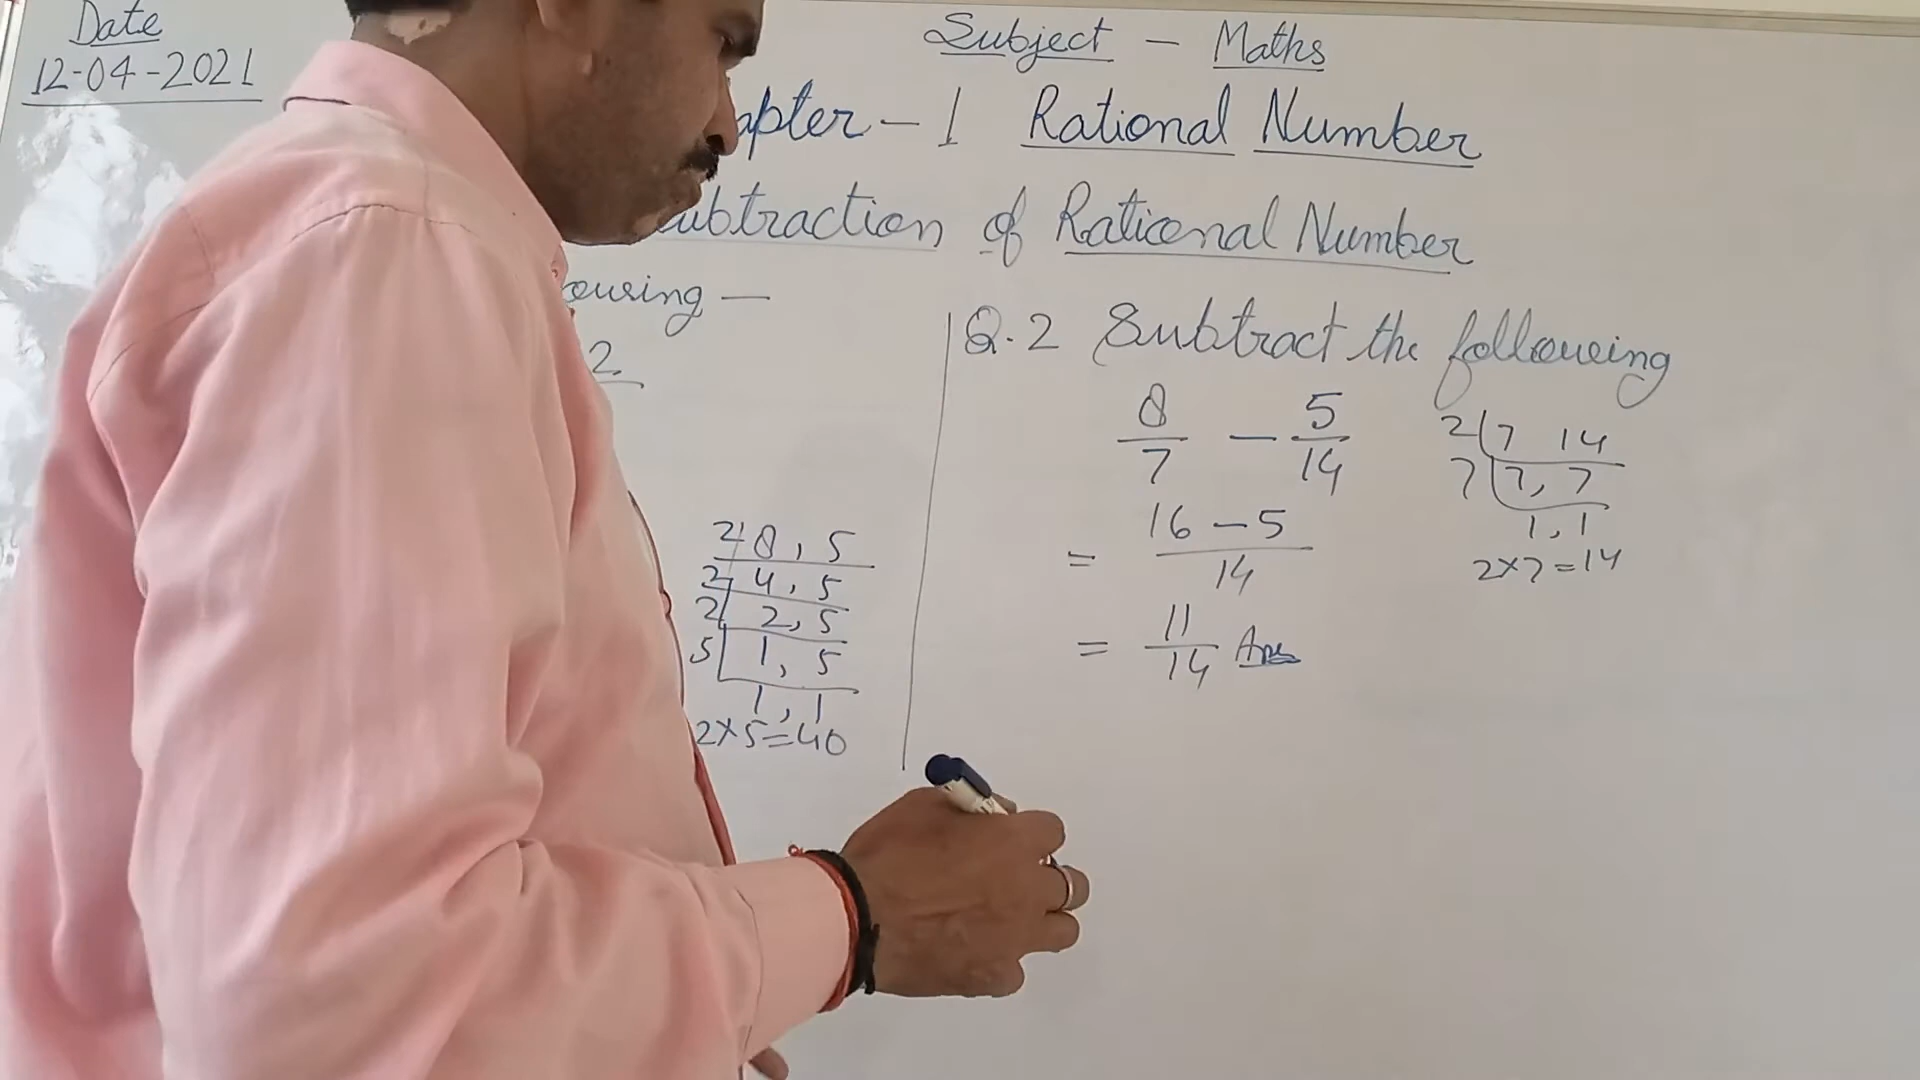 Date
12-04-2021
Subject - Maths
apter - 1 Rational Number
ubtraction of Rational Number
owing -
2
2 8, 5
2 4, 5
2 2, 5
5 1, 5
1, 1
2×5=40
Q.2 Subtract the following
8/7 - 5/14
= 16-5/14
= 11/14 Ans
2 7 14
7 7, 7
1, 1
2×7=14